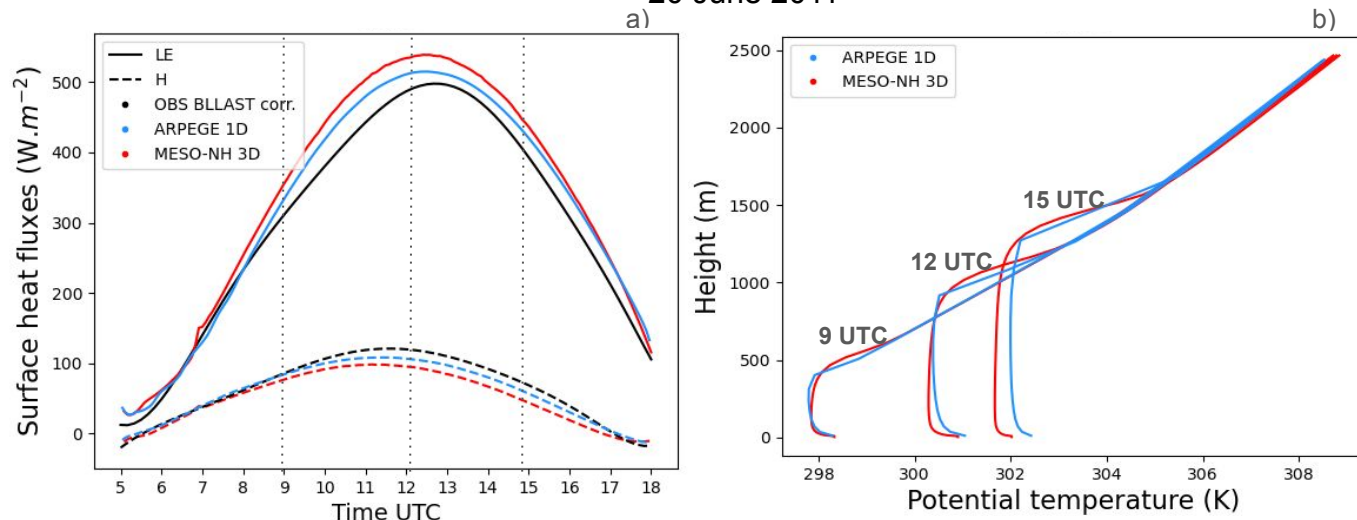 a)
b)
LE
H
OBS BLLAST corr.
ARPEGE 1D
MESO-NH 3D
Surface heat fluxes (W.m⁻²)
500
400
300
200
100
0
5 6 7 8 9 10 11 12 13 14 15 16 17 18
Time UTC
ARPEGE 1D
MESO-NH 3D
15 UTC
12 UTC
9 UTC
Height (m)
2500
2000
1500
1000
500
0
298 300 302 304 306 308
Potential temperature (K)